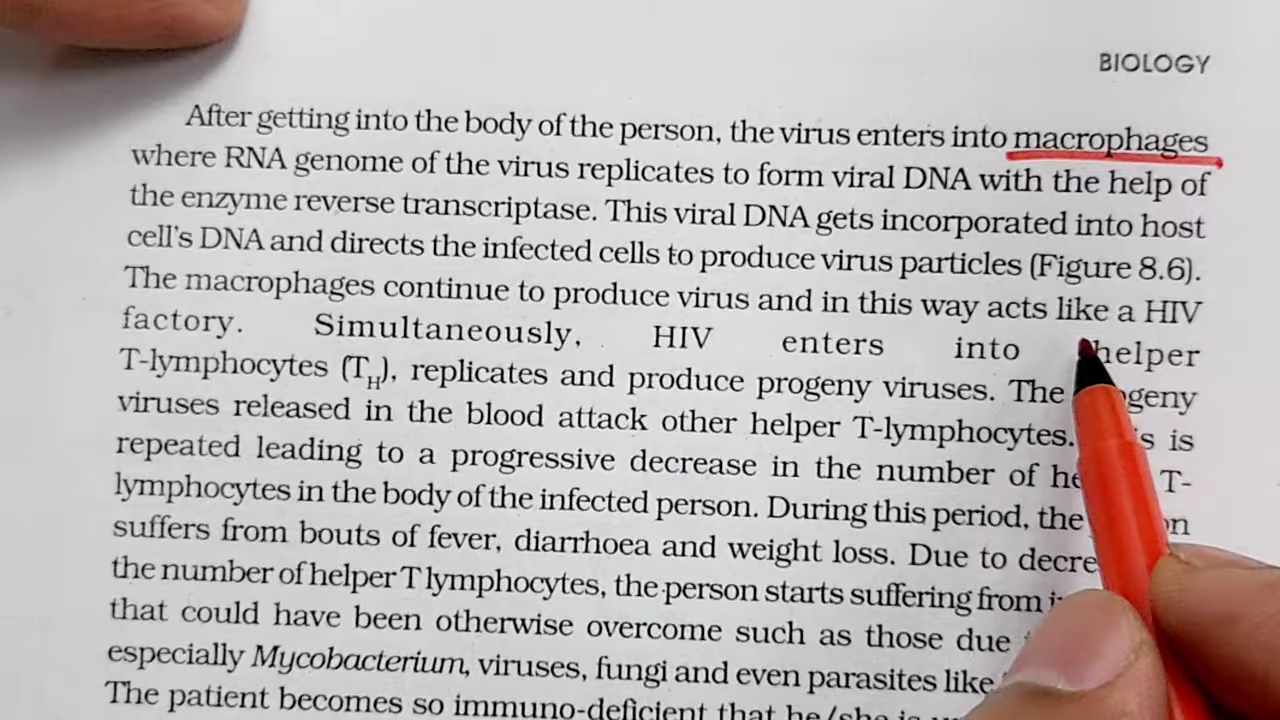 BIOLOGY
After getting into the body of the person, the virus enters into macrophages
where RNA genome of the virus replicates to form viral DNA with the help of
the enzyme reverse transcriptase. This viral DNA gets incorporated into host
cell's DNA and directs the infected cells to produce virus particles (Figure 8.6).
The macrophages continue to produce virus and in this way acts like a HIV
factory. Simultaneously, HIV enters into helper
T-lymphocytes (TH), replicates and produce progeny viruses. The
viruses released in the blood attack other helper T-lymphocytes. is
repeated leading to a progressive decrease in the number of T-
lymphocytes in the body of the infected person. During this period, the
suffers from bouts of fever, diarrhoea and weight loss. Due to
the number of helper T lymphocytes, the person starts suffering from
that could have been otherwise overcome such as those due
especially Mycobacterium, viruses, fungi and even parasites like
The patient becomes so immuno-deficient that he/she is